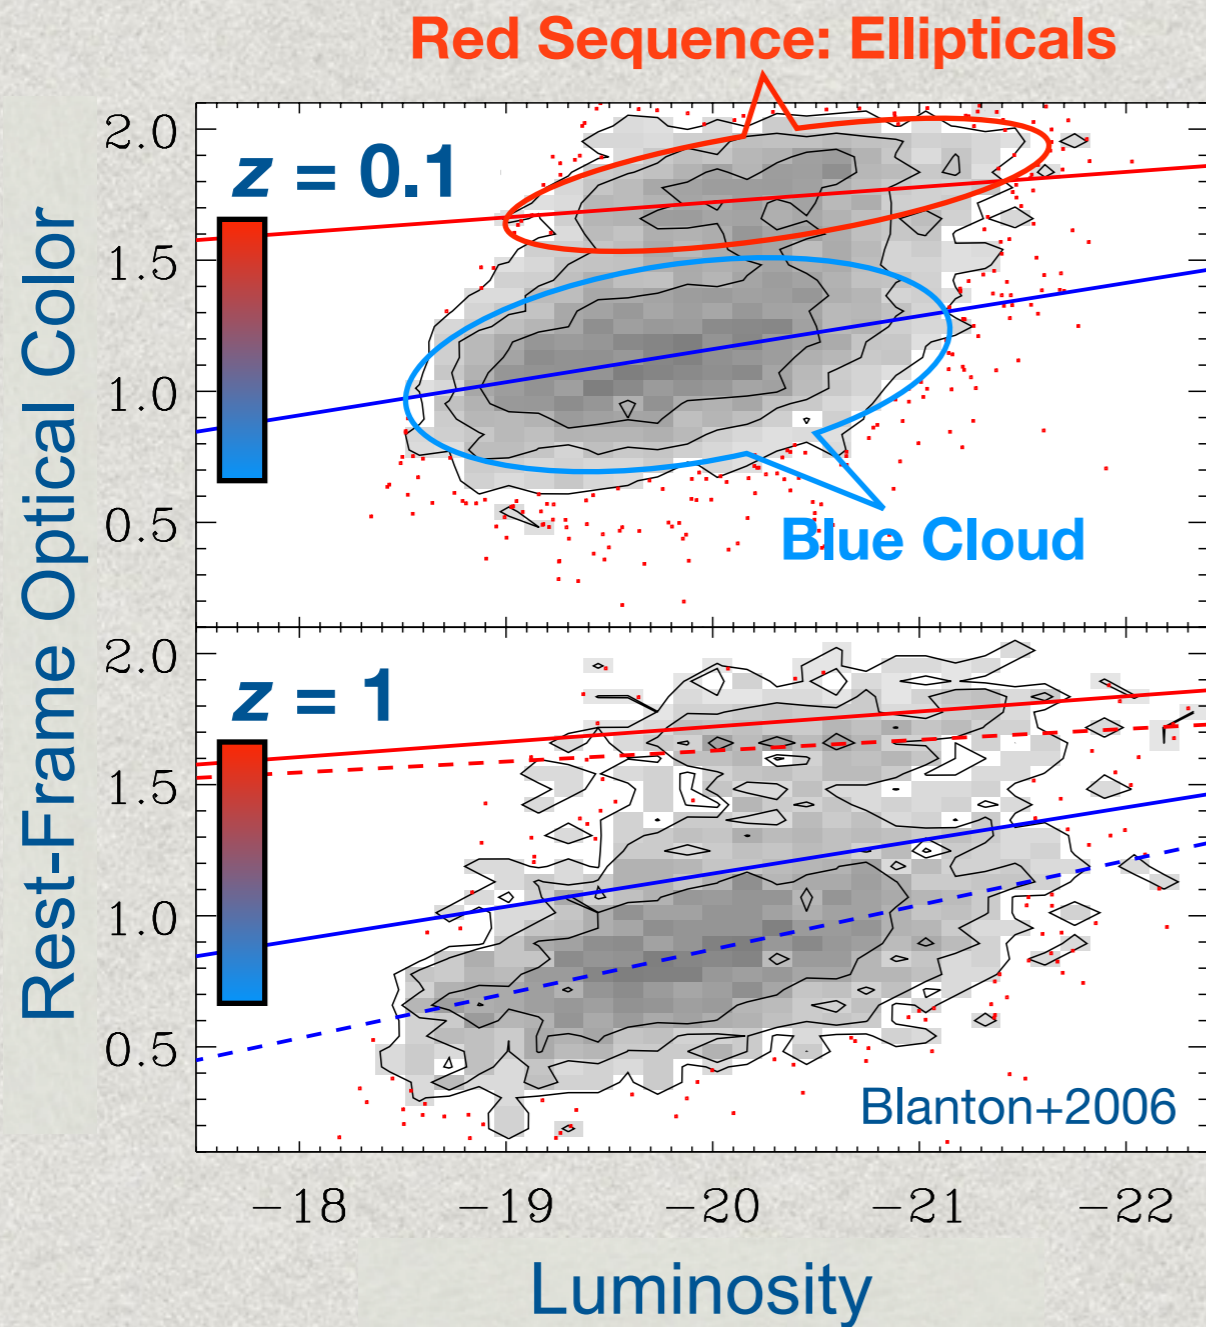 Red Sequence: Ellipticals
Rest-Frame Optical Color
2.0
z = 0.1
1.5
1.0
0.5
Blue Cloud
2.0
z = 1
1.5
1.0
0.5
Blanton+2006
−18 −19 −20 −21 −22
Luminosity